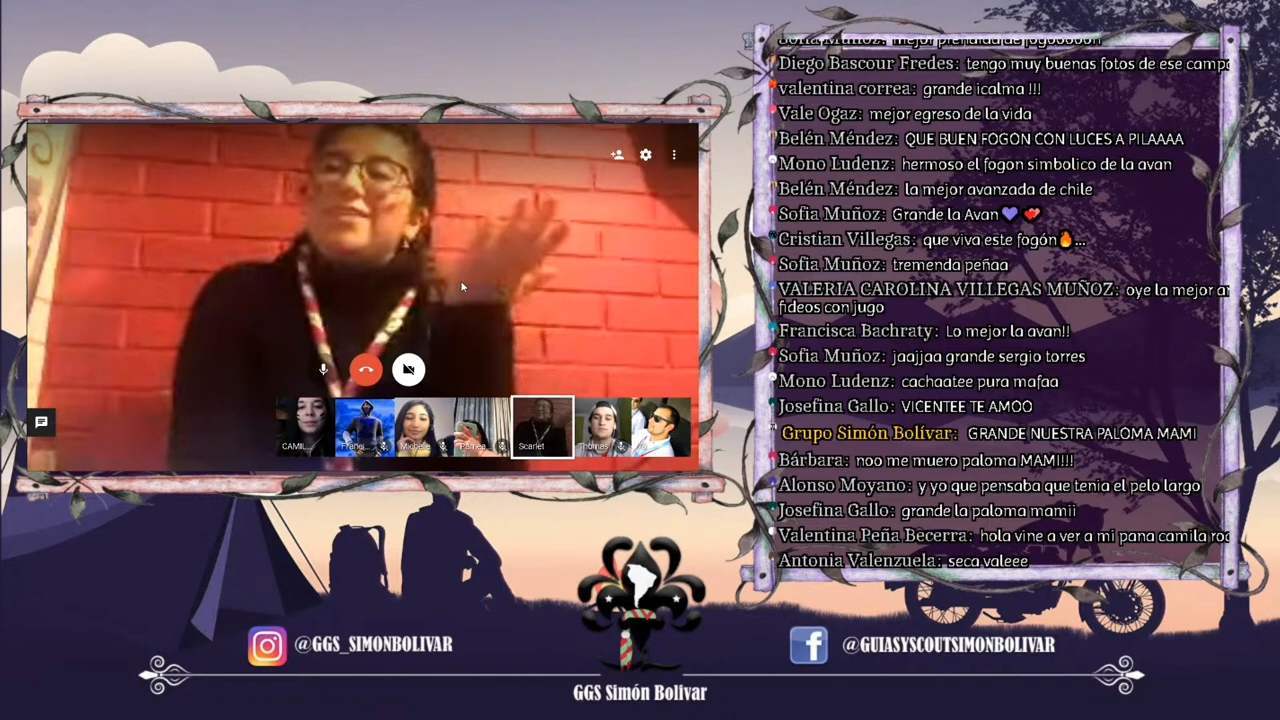 CAMIL...
Michelle
Scarlet
Thomas
Diego Bascour Fredes: tengo muy buenas fotos de ese camp
valentina correa: grande icalma !!!
Vale Ogaz: mejor egreso de la vida
Belén Méndez: QUE BUEN FOGON CON LUCES A PILAAAA
Mono Ludenz: hermoso el fogon simbolico de la avan
Belén Méndez: la mejor avanzada de chile
Sofia Muñoz: Grande la Avan💜 💞
Cristian Villegas: que viva este fogón🔥...
Sofia Muñoz: tremenda peñaa
VALERIA CAROLINA VILLEGAS MUÑOZ: oye la mejor
fideos con jugo
Francisca Bachraty: Lo mejor la avan!!
Sofia Muñoz: jaajjaa grande sergio torres
Mono Ludenz: cachaatee pura mafaa
Josefina Gallo: VICENTEE TE AMOO
Grupo Simón Bolívar: GRANDE NUESTRA PALOMA MAMI
Bárbara: noo me muero paloma MAMI!!!
Alonso Moyano: y yo que pensaba que tenia el pelo largo
Josefina Gallo: grande la paloma mamii
Valentina Peña Becerra: hola vine a ver a mi pana camila ro
Antonia Valenzuela: seca valeee
@GGS_SIMONBOLIVAR
@GUIASYSCOUTSIMONBOLIVAR
GGS Simón Bolivar